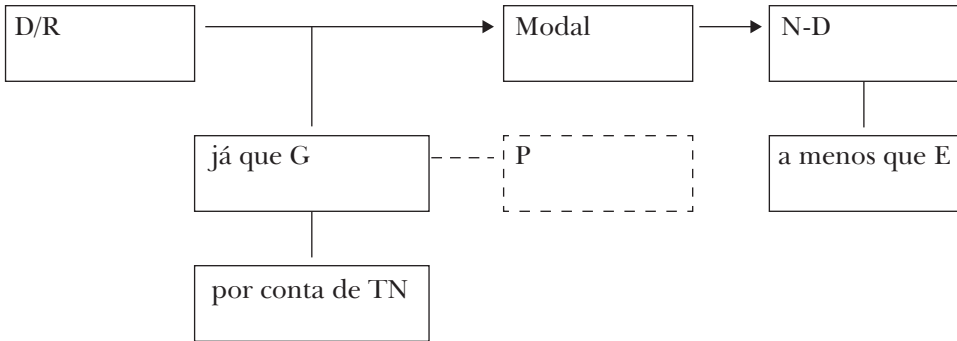 D/R
Modal
N-D
já que G
P
a menos que E
por conta de TN